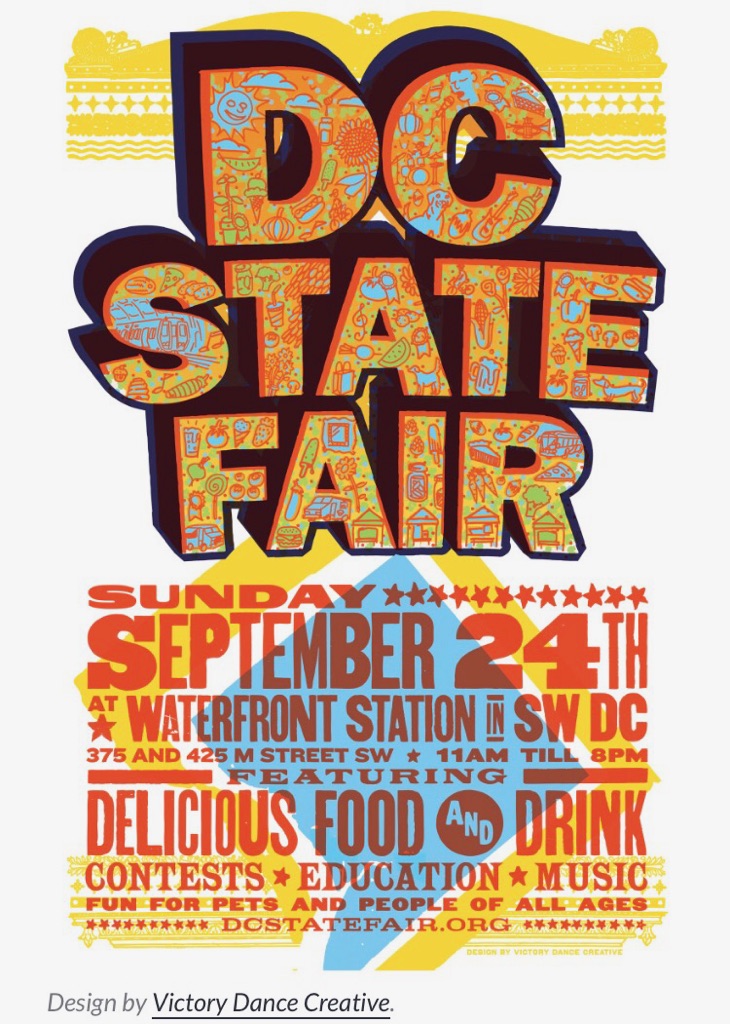 DC
STATE
FAIR
SUNDAY
SEPTEMBER 24TH
AT WATERFRONT STATION IN SW DC
375 AND 425 M STREET SW ★ 11AM TILL 8PM
FEATURING
DELICIOUS FOOD AND DRINK
CONTESTS ★ EDUCATION ★ MUSIC
FUN FOR PETS AND PEOPLE OF ALL AGES
DCSTATEFAIR.ORG
DESIGN BY VICTORY DANCE CREATIVE
Design by Victory Dance Creative.